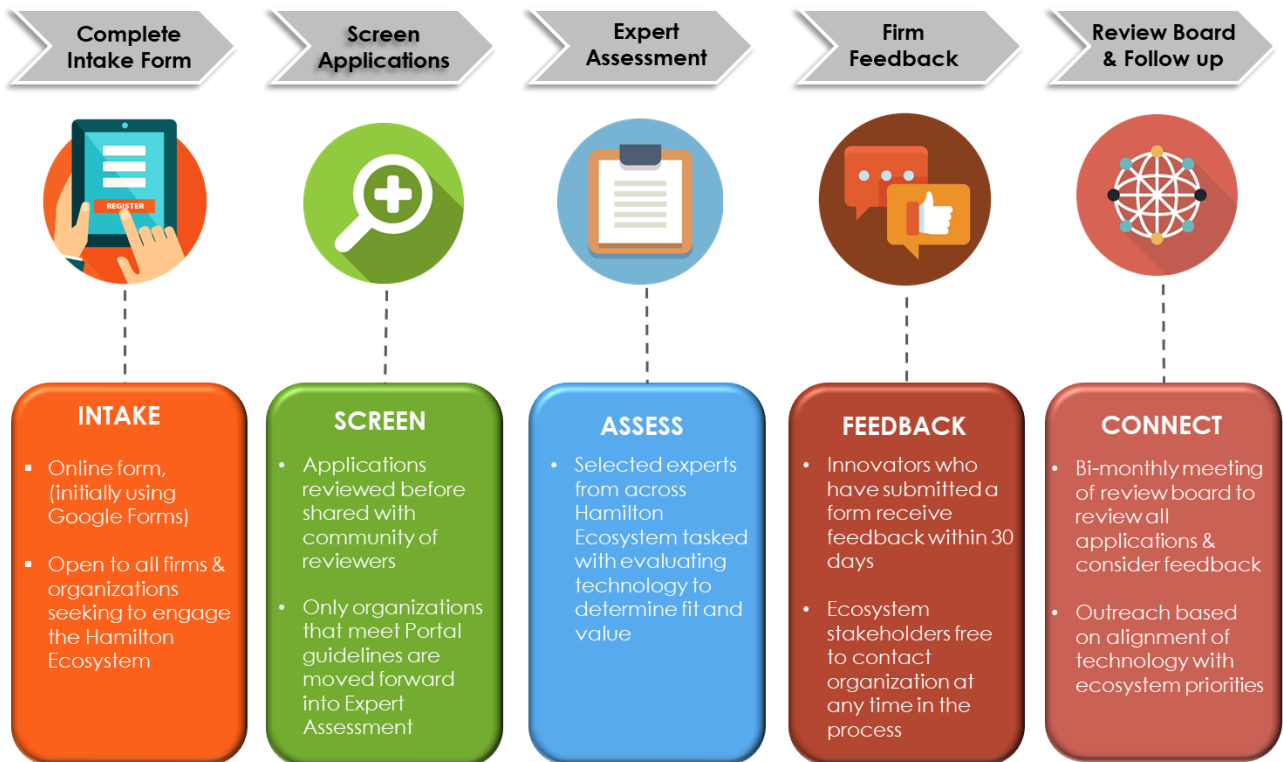 Complete
Intake Form
Screen
Applications
Expert
Assessment
Firm
Feedback
Review Board
& Follow up
REGISTER
INTAKE
▪ Online form,
(initially using
Google Forms)
▪ Open to all firms &
organizations
seeking to engage
the Hamilton
Ecosystem
SCREEN
• Applications
reviewed before
shared with
community of
reviewers
• Only organizations
that meet Portal
guidelines are
moved forward
into Expert
Assessment
ASSESS
• Selected experts
from across
Hamilton
Ecosystem tasked
with evaluating
technology to
determine fit and
value
FEEDBACK
• Innovators who
have submitted a
form receive
feedback within 30
days
• Ecosystem
stakeholders free
to contact
organization at
any time in the
process
CONNECT
• Bi-monthly meeting
of review board to
review all
applications &
consider feedback
• Outreach based
on alignment of
technology with
ecosystem priorities